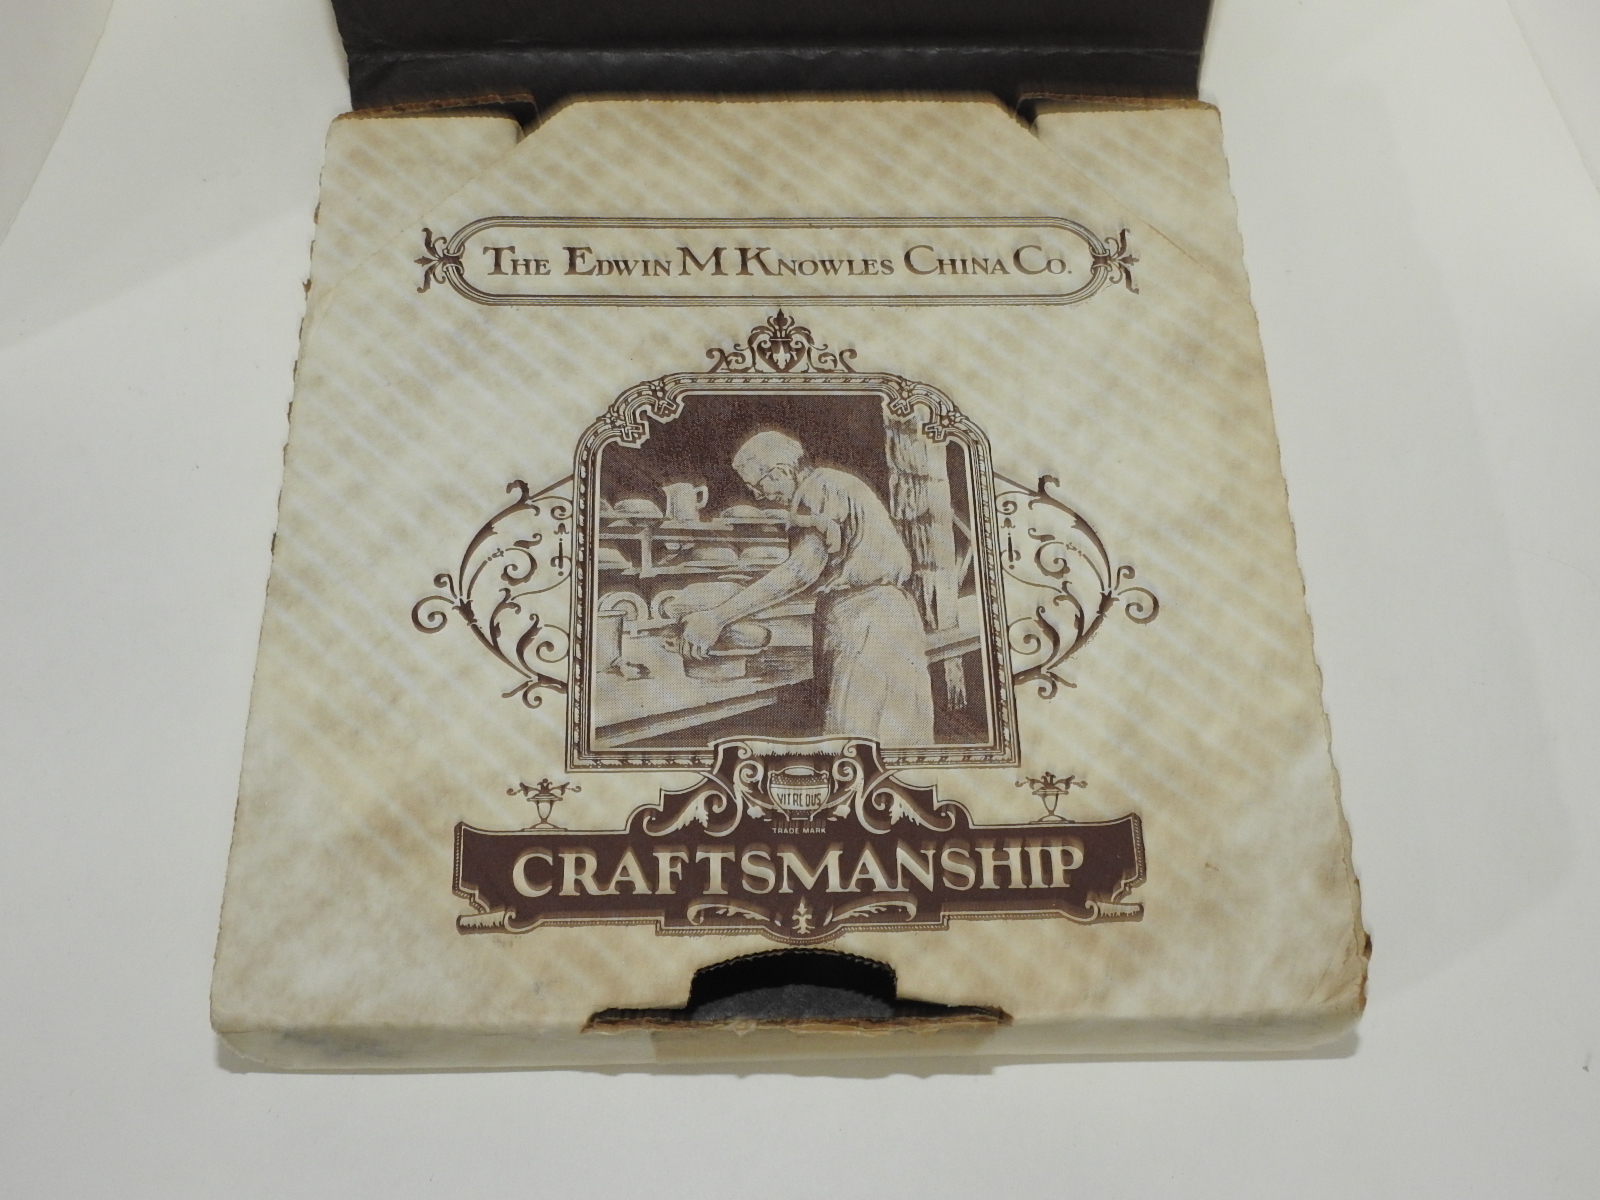 THE EDWIN M KNOWLES CHINA CO.
VITREOUS
TRADE MARK
CRAFTSMANSHIP